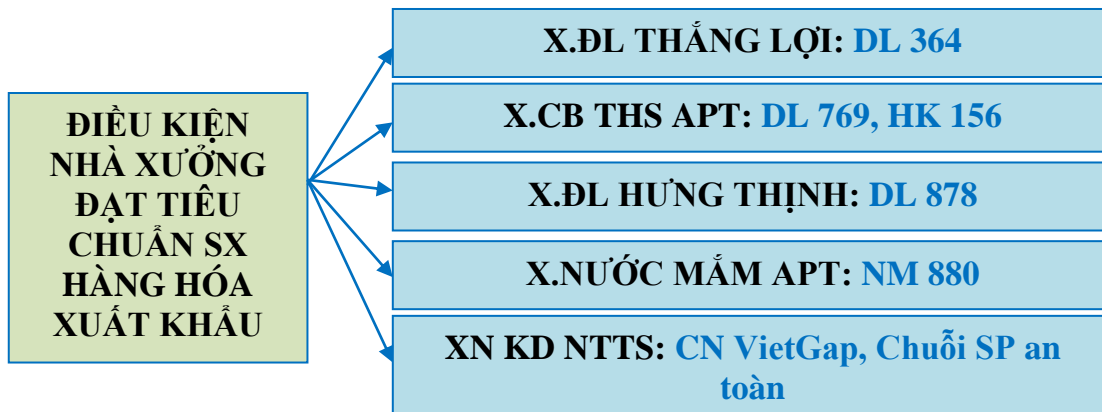 ĐIỀU KIỆN
NHÀ XƯỞNG
ĐẠT TIÊU
CHUẨN SX
HÀNG HÓA
XUẤT KHẨU
X.ĐL THẮNG LỢI: DL 364
X.CB THS APT: DL 769, HK 156
X.ĐL HƯNG THỊNH: DL 878
X.NƯỚC MẮM APT: NM 880
XN KD NTTS: CN VietGap, Chuỗi SP an
toàn